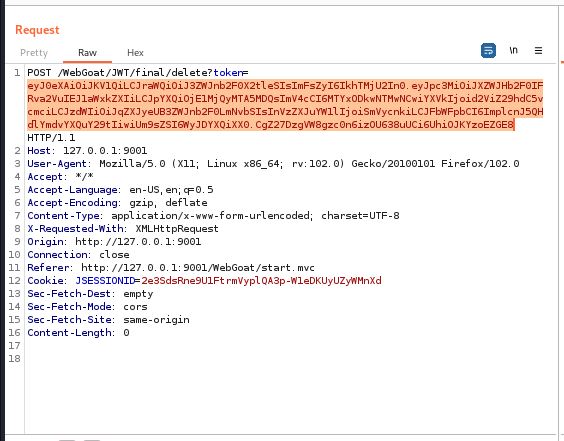 Request
Pretty Raw Hex
\n
1 POST /WebGoat/JWT/final/delete?token=
eyJ0eXAiOiJKV1QiLCJraWQiOiJ3ZWJnb2F0X2tleSIsImFsZyI6IkhTMjU2In0.eyJpc3MiOiJXZWJHb2F0IF
Rva2VuIEJ1aWxkZXIiLCJpYXQiOjE1MjQyMTA5MDQsImV4cCI6MTYxODkwNTMwNCwiYXVkIjoid2ViZ29hdC5v
cmciLCJzdWIiOiJqZXJyeUB3ZWJnb2F0LmNvbSIsInVzZXJuYW1lIjoiSmVycnkiLCJFbWFpbCI6ImplcnJ5QH
dlYmdvYXQuY29tIiwiUm9sZSI6WyJDYXQiXX0.CgZ27DzgVW8gzc0n6izOU638uUCi6UhiOJKYzoEZGE8
HTTP/1.1
2 Host: 127.0.0.1:9001
3 User-Agent: Mozilla/5.0 (X11; Linux x86_64; rv:102.0) Gecko/20100101 Firefox/102.0
4 Accept: */*
5 Accept-Language: en-US,en;q=0.5
6 Accept-Encoding: gzip, deflate
7 Content-Type: application/x-www-form-urlencoded; charset=UTF-8
8 X-Requested-With: XMLHttpRequest
9 Origin: http://127.0.0.1:9001
10 Connection: close
11 Referer: http://127.0.0.1:9001/WebGoat/start.mvc
12 Cookie: JSESSIONID=2e3SdsRne9U1FtrmVyplQA3p-W1eDKUyUZyWMnXd
13 Sec-Fetch-Dest: empty
14 Sec-Fetch-Mode: cors
15 Sec-Fetch-Site: same-origin
16 Content-Length: 0
17
18